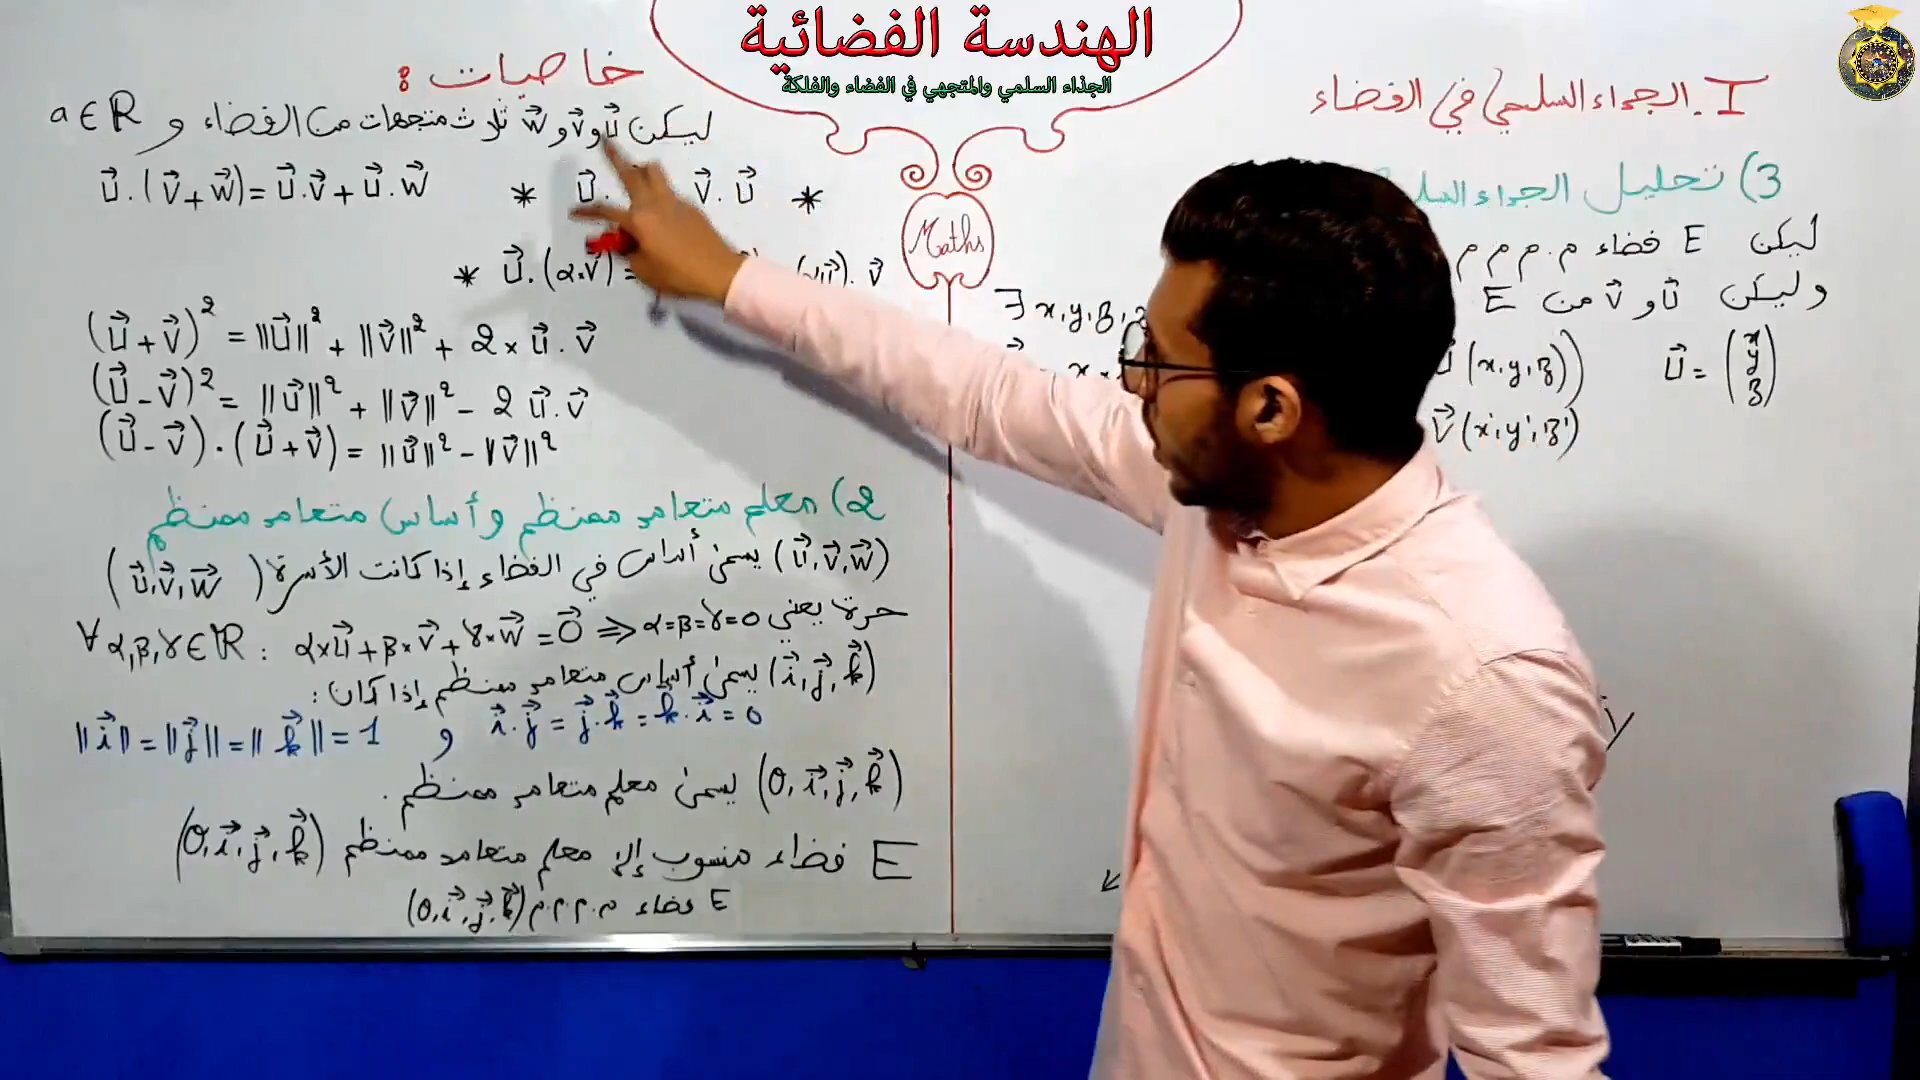 الهندسة الفضائية
الجذاء السلمي والمتجهي في الفضاء والفلكة
Maths
خاصيات :
ليكن u⃗ و v⃗ و w⃗ ثلاث متجهات من الفضاء و a ∈ ℝ
* u⃗.(v⃗+w⃗) = u⃗.v⃗ + u⃗.w⃗
* u⃗. v⃗.u⃗
* u⃗.(α×v⃗) = .v⃗
(u⃗+v⃗)² = ||u⃗||² + ||v⃗||² + 2×u⃗.v⃗
(u⃗-v⃗)² = ||u⃗||² + ||v⃗||² - 2 u⃗.v⃗
(u⃗-v⃗).(u⃗+v⃗) = ||u⃗||² - ||v⃗||²
2) معلم متعامد ممنظم وأساس متعامد ممنظم
(u⃗,v⃗,w⃗) يسمى أساس في الفضاء إذا كانت الأسرة (u⃗,v⃗,w⃗)
حرة يعني
∀ α,β,γ∈ℝ : α×u⃗+β×v⃗+γ×w⃗ = 0⃗ ⇒ α=β=γ=0
(i⃗,j⃗,k⃗) يسمى أساس متعامد ممنظم إذا كان :
i⃗.j⃗ = j⃗.k⃗ = k⃗.i⃗ = 0 و ||i⃗|| = ||j⃗|| = ||k⃗|| = 1
(O,i⃗,j⃗,k⃗) يسمى معلم متعامد ممنظم .
E فضاء منسوب إلى معلم متعامد ممنظم (O,i⃗,j⃗,k⃗)
E فضاء م.م.م.م (O,i⃗,j⃗,k⃗)
I. الجداء السلمي في الفضاء
3) تحليل الجداء
ليكن E فضاء م.م.م.م
وليكن u⃗ و v⃗ من E
∃ x,y,z,
u⃗ = (x y z)
(x,y,z))
v⃗(x',y',z')